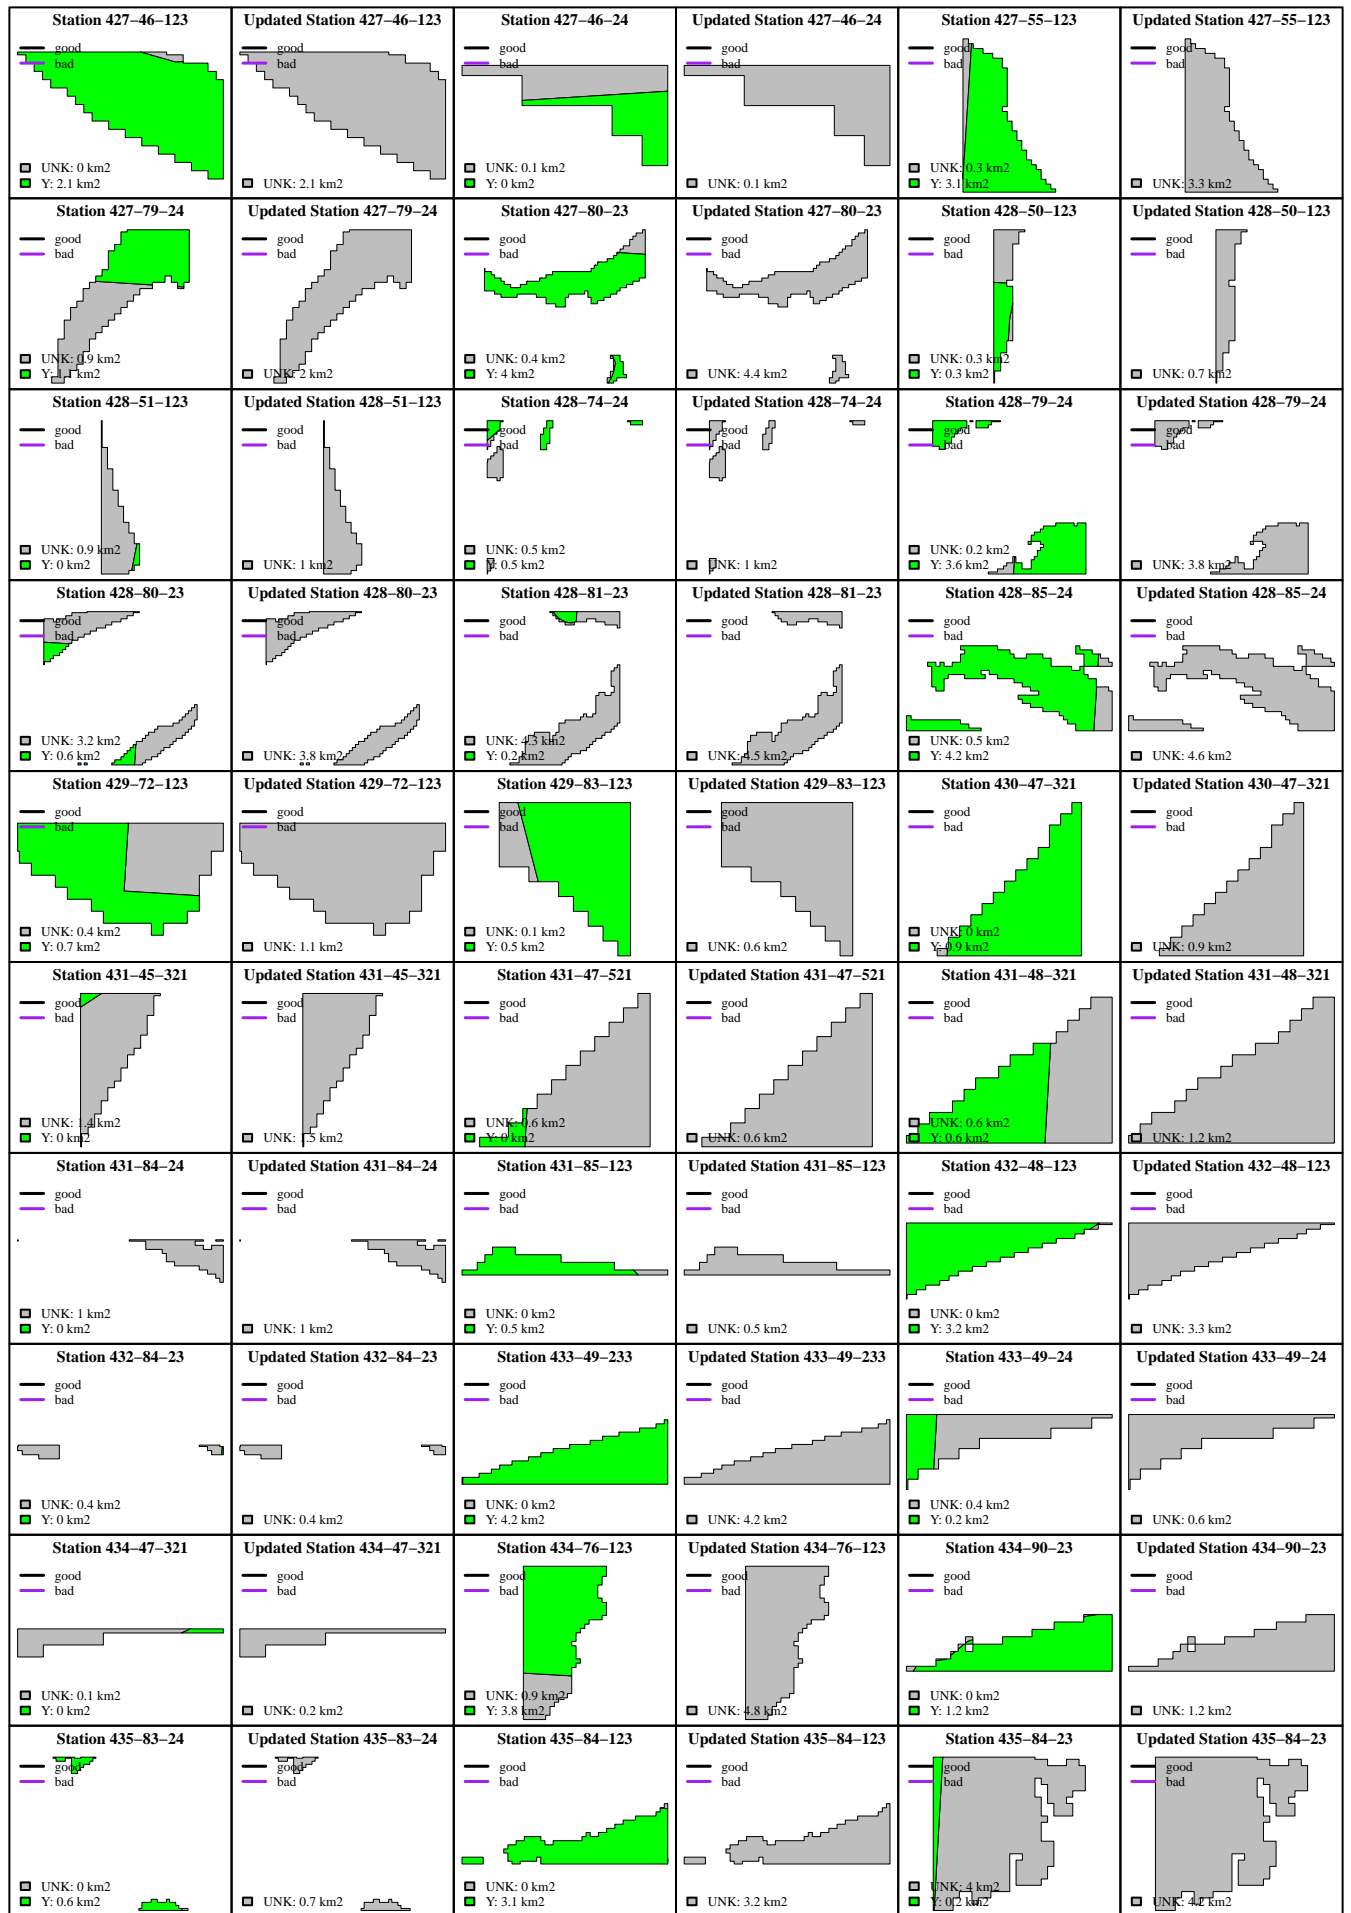 Station 427−46−123
good
bad
UNK: 0 km2
Y: 2.1 km2
Updated Station 427−46−123
good
bad
UNK: 2.1 km2
Station 427−46−24
good
bad
UNK: 0.1 km2
Y: 0 km2
Updated Station 427−46−24
good
bad
UNK: 0.1 km2
Station 427−55−123
good
bad
UNK: 0.3 km2
Y: 3.1 km2
Updated Station 427−55−123
good
bad
UNK: 3.3 km2
Station 427−79−24
good
bad
UNK: 0.9 km2
Y: 1.1 km2
Updated Station 427−79−24
good
bad
UNK: 2 km2
Station 427−80−23
good
bad
UNK: 0.4 km2
Y: 4 km2
Updated Station 427−80−23
good
bad
UNK: 4.4 km2
Station 428−50−123
good
bad
UNK: 0.3 km2
Y: 0.3 km2
Updated Station 428−50−123
good
bad
UNK: 0.7 km2
Station 428−51−123
good
bad
UNK: 0.9 km2
Y: 0 km2
Updated Station 428−51−123
good
bad
UNK: 1 km2
Station 428−74−24
good
bad
UNK: 0.5 km2
Y: 0.5 km2
Updated Station 428−74−24
good
bad
UNK: 1 km2
Station 428−79−24
good
bad
UNK: 0.2 km2
Y: 3.6 km2
Updated Station 428−79−24
good
bad
UNK: 3.8 km2
Station 428−80−23
good
bad
UNK: 3.2 km2
Y: 0.6 km2
Updated Station 428−80−23
good
bad
UNK: 3.8 km2
Station 428−81−23
good
bad
UNK: 4.3 km2
Y: 0.2 km2
Updated Station 428−81−23
good
bad
UNK: 4.5 km2
Station 428−85−24
good
bad
UNK: 0.5 km2
Y: 4.2 km2
Updated Station 428−85−24
good
bad
UNK: 4.6 km2
Station 429−72−123
good
bad
UNK: 0.4 km2
Y: 0.7 km2
Updated Station 429−72−123
good
bad
UNK: 1.1 km2
Station 429−83−123
good
bad
UNK: 0.1 km2
Y: 0.5 km2
Updated Station 429−83−123
good
bad
UNK: 0.6 km2
Station 430−47−321
good
bad
UNK: 0 km2
Y: 0.9 km2
Updated Station 430−47−321
good
bad
UNK: 0.9 km2
Station 431−45−321
good
bad
UNK: 1.4 km2
Y: 0 km2
Updated Station 431−45−321
good
bad
UNK: 1.5 km2
Station 431−47−521
good
bad
UNK: 0.6 km2
Y: 0 km2
Updated Station 431−47−521
good
bad
UNK: 0.6 km2
Station 431−48−321
good
bad
UNK: 0.6 km2
Y: 0.6 km2
Updated Station 431−48−321
good
bad
UNK: 1.2 km2
Station 431−84−24
good
bad
UNK: 1 km2
Y: 0 km2
Updated Station 431−84−24
good
bad
UNK: 1 km2
Station 431−85−123
good
bad
UNK: 0 km2
Y: 0.5 km2
Updated Station 431−85−123
good
bad
UNK: 0.5 km2
Station 432−48−123
good
bad
UNK: 0 km2
Y: 3.2 km2
Updated Station 432−48−123
good
bad
UNK: 3.3 km2
Station 432−84−23
good
bad
UNK: 0.4 km2
Y: 0 km2
Updated Station 432−84−23
good
bad
UNK: 0.4 km2
Station 433−49−233
good
bad
UNK: 0 km2
Y: 4.2 km2
Updated Station 433−49−233
good
bad
UNK: 4.2 km2
Station 433−49−24
good
bad
UNK: 0.4 km2
Y: 0.2 km2
Updated Station 433−49−24
good
bad
UNK: 0.6 km2
Station 434−47−321
good
bad
UNK: 0.1 km2
Y: 0 km2
Updated Station 434−47−321
good
bad
UNK: 0.2 km2
Station 434−76−123
good
bad
UNK: 0.9 km2
Y: 3.8 km2
Updated Station 434−76−123
good
bad
UNK: 4.8 km2
Station 434−90−23
good
bad
UNK: 0 km2
Y: 1.2 km2
Updated Station 434−90−23
good
bad
UNK: 1.2 km2
Station 435−83−24
good
bad
UNK: 0 km2
Y: 0.6 km2
Updated Station 435−83−24
good
bad
UNK: 0.7 km2
Station 435−84−123
good
bad
UNK: 0 km2
Y: 3.1 km2
Updated Station 435−84−123
good
bad
UNK: 3.2 km2
Station 435−84−23
good
bad
UNK: 4 km2
Y: 0.2 km2
Updated Station 435−84−23
good
bad
UNK: 4.2 km2